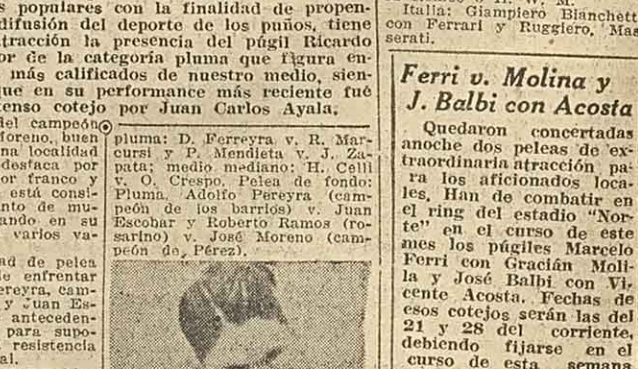 s populares con la finalidad de propen-
difusión del deporte de los puños, tiene
tracción la presencia del púgil Ricardo
or de la categoría pluma que figura en-
más calificados de nuestro medio, sien-
que en su performance más reciente fué
tenso cotejo por Juan Carlos Ayala.
del campeón
Moreno, buen
na localidad
desfaca por
or franco y
está consi-
nto de mu-
ando en su
varios va-
ad de pelea
de enfrentar
ereyra, cam-
y Juan Es-
anteceden-
para supo-
resistencia
al.
pluma: D. Ferreyra v. R. Mar-
cursi y P. Mendieta v. J. Za-
pata; medio mediano: H. Celli
v. O. Crespo. Pelea de fondo:
Pluma, Adolfo Pereyra (cam-
peón de los barrios) v. Juan
Escobar y Roberto Ramos (ro-
sarino) v. José Moreno (cam-
peón de Pérez).
Italia: Giampiero Bianchett
con Ferrari y Ruggiero, Mas
serati.
Ferri v. Molina y
J. Balbi con Acosta
Quedaron concertadas
anoche dos peleas de ex-
traordinaria atracción pa-
ra los aficionados loca-
les. Han de combatir en
el ring del estadio "Nor-
te" en el curso de este
mes los púgiles Marcelo
Ferri con Gracián Moli-
la y José Balbi con Vi-
cente Acosta. Fechas de
esos cotejos serán las del
21 y 28 del corriente,
debiendo fijarse en el
curso de esta semana